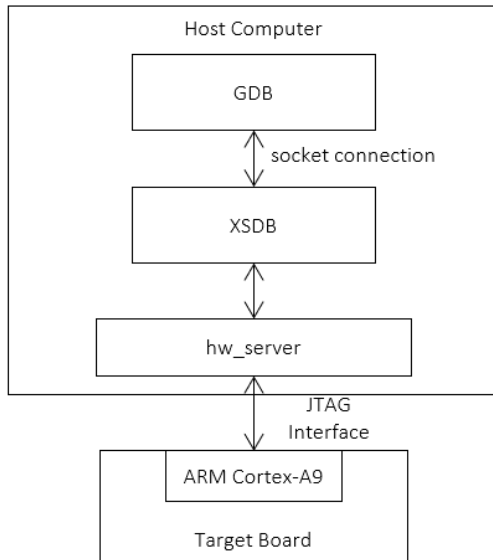 Host Computer
GDB
socket connection
XSDB
hw_server
JTAG
Interface
ARM Cortex-A9
Target Board